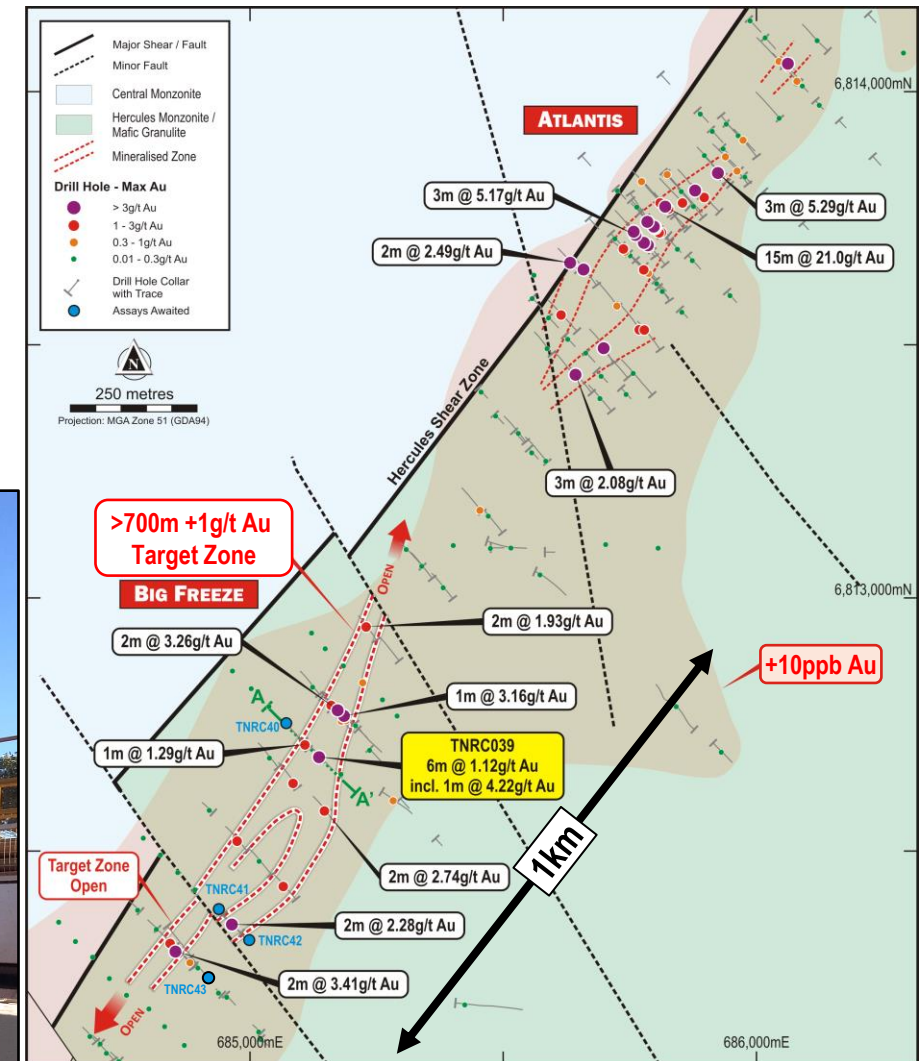 Major Shear / Fault
Minor Fault
Central Monzonite
Hercules Monzonite /
Mafic Granulite
Mineralised Zone
Drill Hole - Max Au
> 3g/t Au
1 - 3g/t Au
0.3 - 1g/t Au
0.01 - 0.3g/t Au
Drill Hole Collar
with Trace
Assays Awaited
N
250 metres
Projection: MGA Zone 51 (GDA94)
6,814,000mN
ATLANTIS
3m @ 5.17g/t Au
3m @ 5.29g/t Au
2m @ 2.49g/t Au
15m @ 21.0g/t Au
Hercules Shear Zone
3m @ 2.08g/t Au
>700m +1g/t Au
Target Zone
OPEN
BIG FREEZE
6,813,000mN
2m @ 1.93g/t Au
2m @ 3.26g/t Au
+10ppb Au
A
1m @ 3.16g/t Au
TNRC40
1m @ 1.29g/t Au
TNRC039
6m @ 1.12g/t Au
incl. 1m @ 4.22g/t Au
A'
1km
Target Zone
Open
2m @ 2.74g/t Au
TNRC41
2m @ 2.28g/t Au
TNRC42
TNRC43
2m @ 3.41g/t Au
OPEN
685,000mE
686,000mE